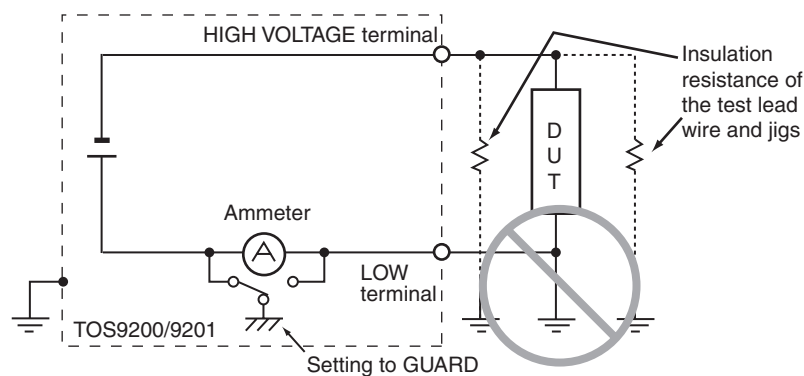 HIGH VOLTAGE terminal
Insulation
resistance of
the test lead
wire and jigs
D
U
T
Ammeter
A
LOW
terminal
TOS9200/9201
Setting to GUARD